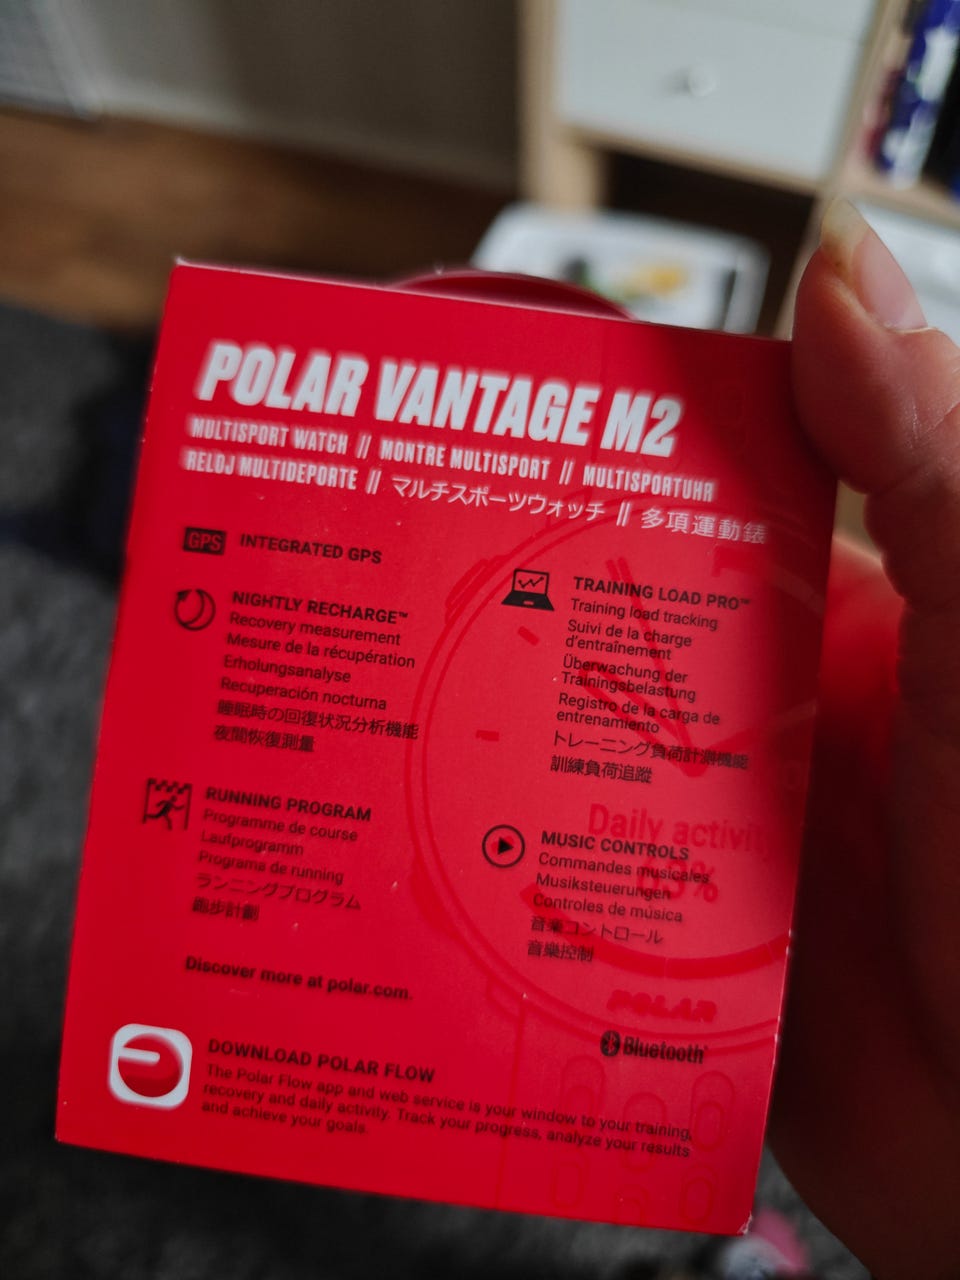 POLAR VANTAGE M2
MULTISPORT WATCH // MONTRE MULTISPORT // MULTISPORTUHR
RELOJ MULTIDEPORTE // マルチスポーツウォッチ // 多項運動錶
GPS INTEGRATED GPS
NIGHTLY RECHARGE™
Recovery measurement
Mesure de la récupération
Erholungsanalyse
Recuperación nocturna
睡眠時の回復状況分析機能
夜間恢復測量
TRAINING LOAD PRO™
Training load tracking
Suivi de la charge
d'entraînement
Überwachung der
Trainingsbelastung
Registro de la carga de
entrenamiento
トレーニング負荷計測機能
訓練負荷追蹤
RUNNING PROGRAM
Programme de course
Laufprogramm
Programa de running
ランニングプログラム
跑步計劃
Daily activi
MUSIC CONTROLS
Commandes musicales
Musiksteuerungen
Controles de música
音楽コントロール
音樂控制
Discover more at polar.com.
POLAR
Bluetooth®
DOWNLOAD POLAR FLOW
The Polar Flow app and web service is your window to your training,
recovery and daily activity. Track your progress, analyze your results
and achieve your goals.